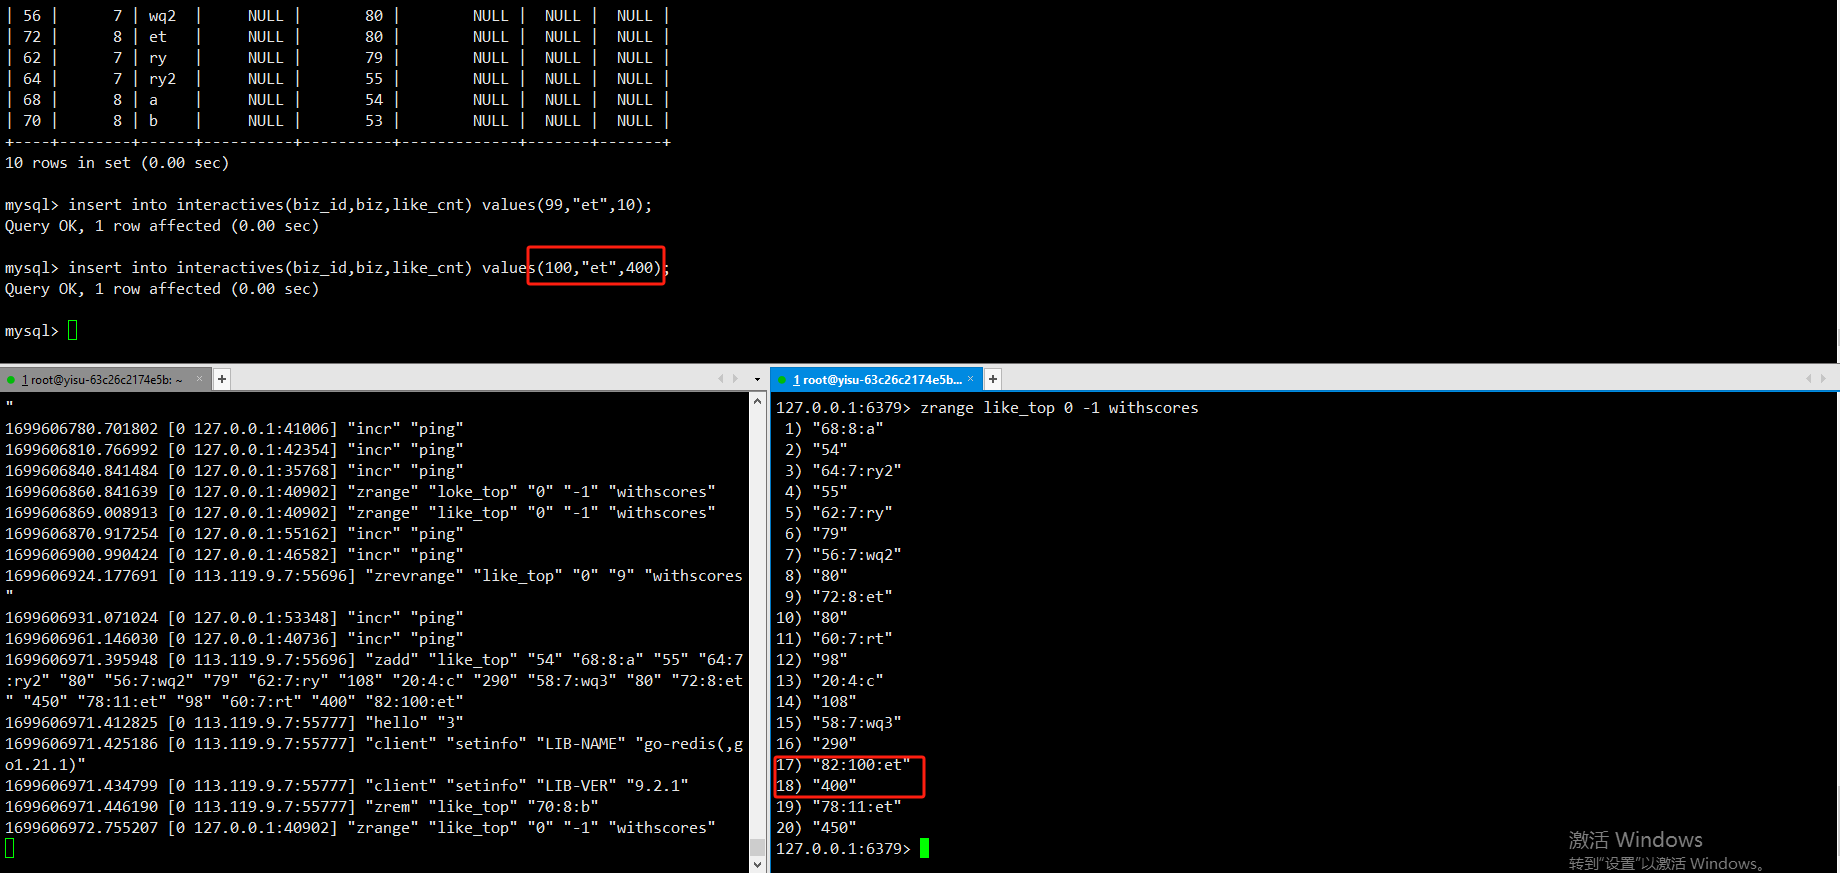 | 56 |      7 | wq2  |     NULL |       80 |        NULL |  NULL |  NULL |
| 72 |      8 | et   |     NULL |       80 |        NULL |  NULL |  NULL |
| 62 |      7 | ry   |     NULL |       79 |        NULL |  NULL |  NULL |
| 64 |      7 | ry2  |     NULL |       55 |        NULL |  NULL |  NULL |
| 68 |      8 | a    |     NULL |       54 |        NULL |  NULL |  NULL |
| 70 |      8 | b    |     NULL |       53 |        NULL |  NULL |  NULL |
+----+--------+------+----------+----------+-------------+-------+-------+
10 rows in set (0.00 sec)
mysql> insert into interactives(biz_id,biz,like_cnt) values(99,"et",10);
Query OK, 1 row affected (0.00 sec)
mysql> insert into interactives(biz_id,biz,like_cnt) values(100,"et",400);
Query OK, 1 row affected (0.00 sec)
mysql>
1 root@yisu-63c26c2174e5b: ~ × +
"
1699606780.701802 [0 127.0.0.1:41006] "incr" "ping"
1699606810.766992 [0 127.0.0.1:42354] "incr" "ping"
1699606840.841484 [0 127.0.0.1:35768] "incr" "ping"
1699606860.841639 [0 127.0.0.1:40902] "zrange" "loke_top" "0" "-1" "withscores"
1699606869.008913 [0 127.0.0.1:40902] "zrange" "like_top" "0" "-1" "withscores"
1699606870.917254 [0 127.0.0.1:55162] "incr" "ping"
1699606900.990424 [0 127.0.0.1:46582] "incr" "ping"
1699606924.177691 [0 113.119.9.7:55696] "zrevrange" "like_top" "0" "9" "withscores
"
1699606931.071024 [0 127.0.0.1:53348] "incr" "ping"
1699606961.146030 [0 127.0.0.1:40736] "incr" "ping"
1699606971.395948 [0 113.119.9.7:55696] "zadd" "like_top" "54" "68:8:a" "55" "64:7
:ry2" "80" "56:7:wq2" "79" "62:7:ry" "108" "20:4:c" "290" "58:7:wq3" "80" "72:8:et
" "450" "78:11:et" "98" "60:7:rt" "400" "82:100:et"
1699606971.412825 [0 113.119.9.7:55777] "hello" "3"
1699606971.425186 [0 113.119.9.7:55777] "client" "setinfo" "LIB-NAME" "go-redis(,g
o1.21.1)"
1699606971.434799 [0 113.119.9.7:55777] "client" "setinfo" "LIB-VER" "9.2.1"
1699606971.446190 [0 113.119.9.7:55777] "zrem" "like_top" "70:8:b"
1699606972.755207 [0 127.0.0.1:40902] "zrange" "like_top" "0" "-1" "withscores"
1 root@yisu-63c26c2174e5b... × +
127.0.0.1:6379> zrange like_top 0 -1 withscores
1) "68:8:a"
2) "54"
3) "64:7:ry2"
4) "55"
5) "62:7:ry"
6) "79"
7) "56:7:wq2"
8) "80"
9) "72:8:et"
10) "80"
11) "60:7:rt"
12) "98"
13) "20:4:c"
14) "108"
15) "58:7:wq3"
16) "290"
17) "82:100:et"
18) "400"
19) "78:11:et"
20) "450"
127.0.0.1:6379>
激活 Windows
转到"设置"以激活 Windows。